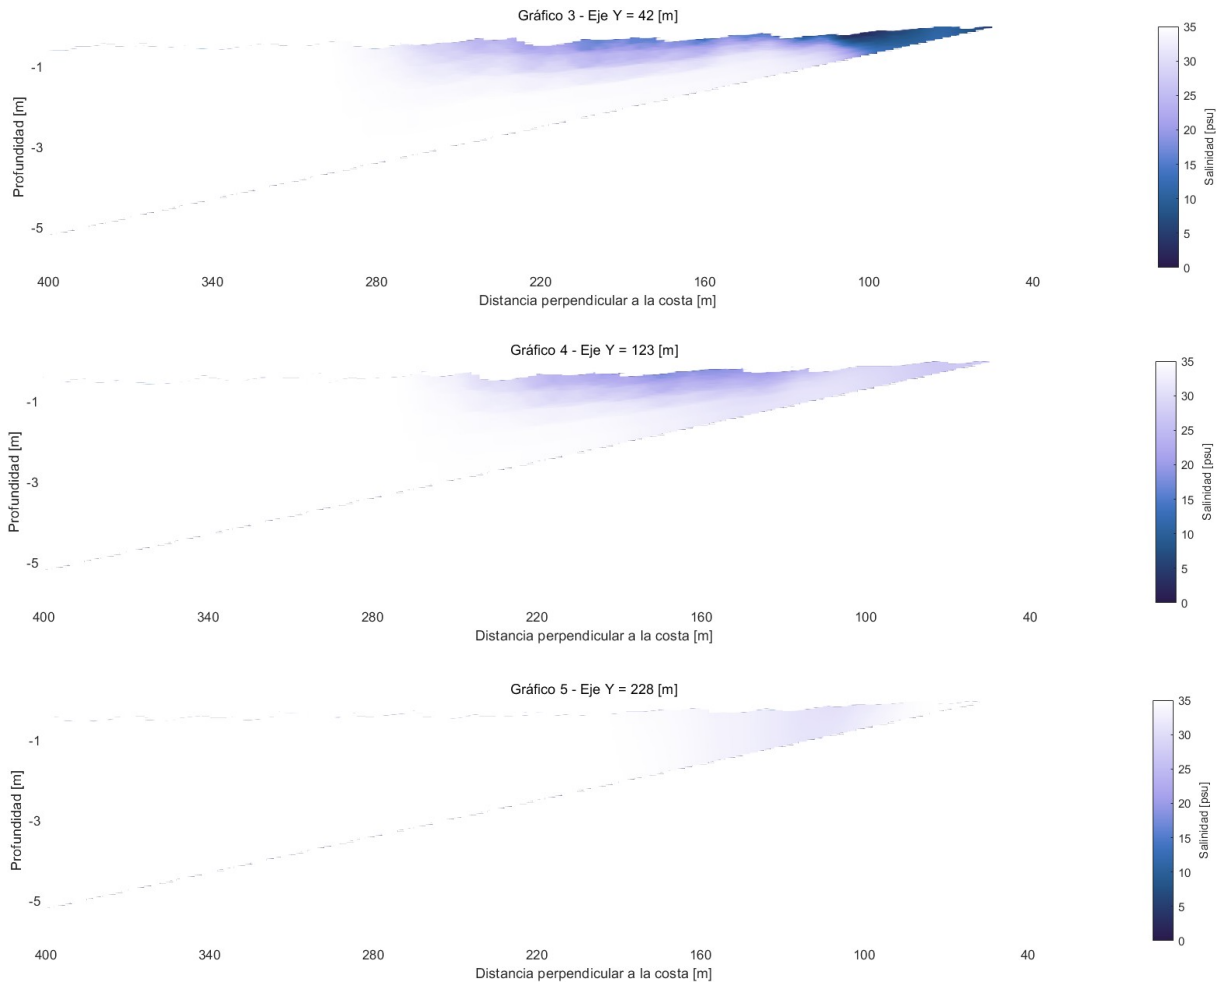 Gráfico 3 - Eje Y = 42 [m]
35
30
25
20
15
10
5
0
Salinidad [psu]
-1
-3
-5
Profundidad [m]
400 340 280 220 160 100 40
Distancia perpendicular a la costa [m]
Gráfico 4 - Eje Y = 123 [m]
35
30
25
20
15
10
5
0
Salinidad [psu]
-1
-3
-5
Profundidad [m]
400 340 280 220 160 100 40
Distancia perpendicular a la costa [m]
Gráfico 5 - Eje Y = 228 [m]
35
30
25
20
15
10
5
0
Salinidad [psu]
-1
-3
-5
Profundidad [m]
400 340 280 220 160 100 40
Distancia perpendicular a la costa [m]